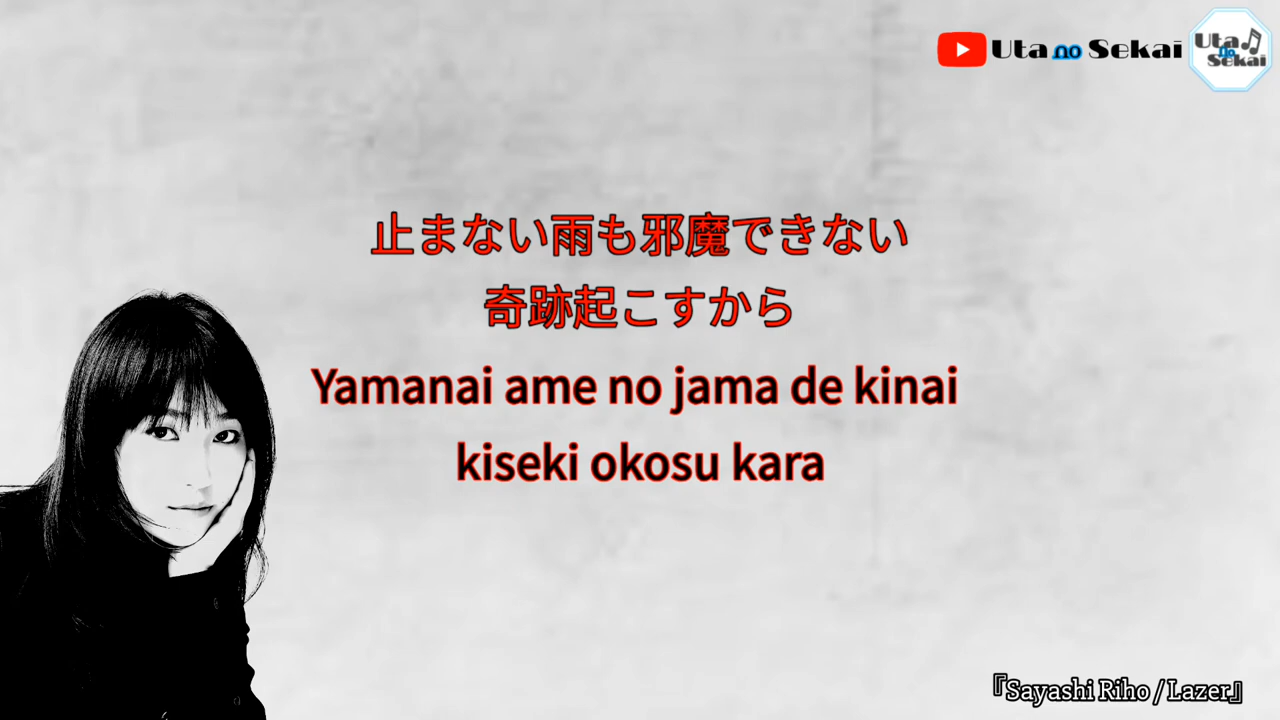 Uta no Sekai
Uta
no
Sekai
止まない雨も邪魔できない
奇跡起こすから
Yamanai ame no jama de kinai
kiseki okosu kara
『Sayashi Riho / Lazer』